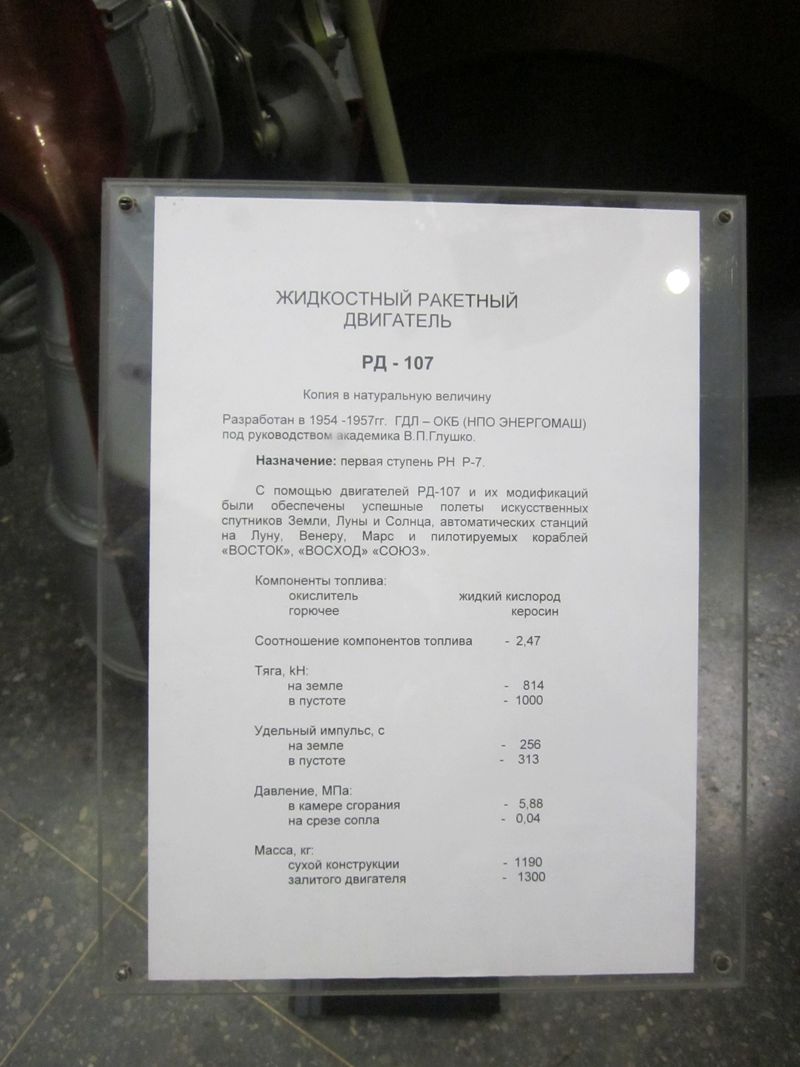 ЖИДКОСТНЫЙ РАКЕТНЫЙ
ДВИГАТЕЛЬ
РД - 107
Копия в натуральную величину
Разработан в 1954 -1957гг. ГДЛ – ОКБ (НПО ЭНЕРГОМАШ)
под руководством академика В.П.Глушко.
Назначение: первая ступень РН Р-7.
С помощью двигателей РД-107 и их модификаций
были обеспечены успешные полеты искусственных
спутников Земли, Луны и Солнца, автоматических станций
на Луну, Венеру, Марс и пилотируемых кораблей
«ВОСТОК», «ВОСХОД» «СОЮЗ».
Компоненты топлива:
окислитель жидкий кислород
горючее керосин
Соотношение компонентов топлива - 2,47
Тяга, kН:
на земле - 814
в пустоте - 1000
Удельный импульс, с
на земле - 256
в пустоте - 313
Давление, МПа:
в камере сгорания - 5,88
на срезе сопла - 0,04
Масса, кг:
сухой конструкции - 1190
залитого двигателя - 1300